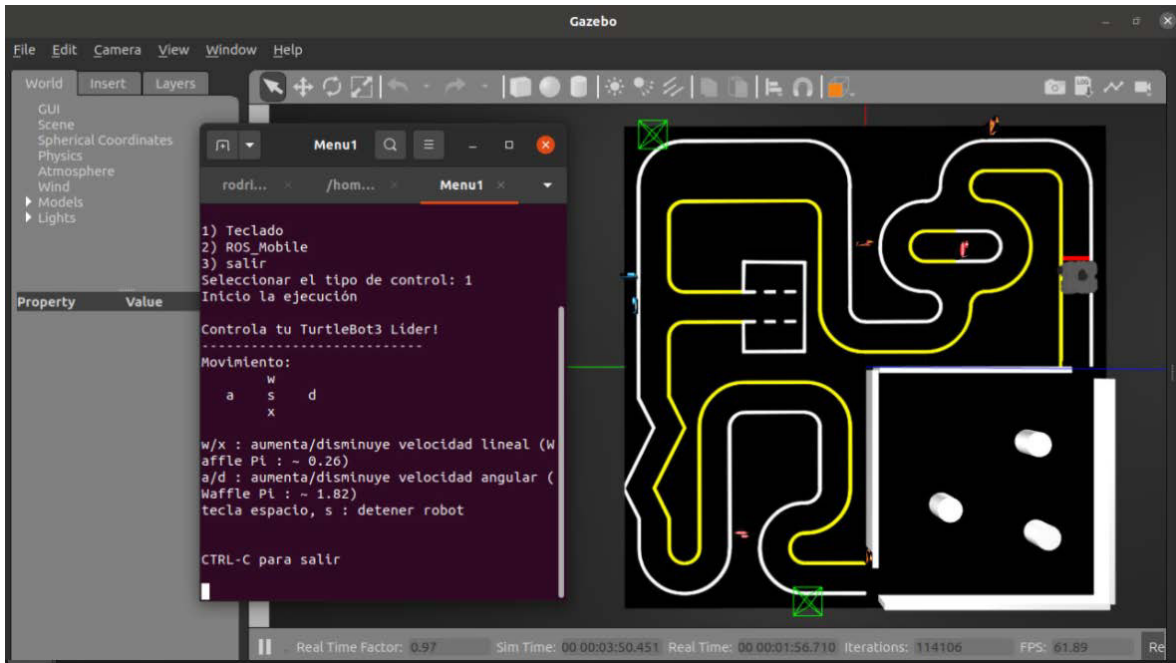 Gazebo
File Edit Camera View Window Help
World Insert Layers
GUI
Scene
Spherical Coordinates
Physics
Atmosphere
Wind
Models
Lights
Property Value
Menu1
rodri... /hom... Menu1
1) Teclado
2) ROS_Mobile
3) salir
Seleccionar el tipo de control: 1
Inicio la ejecución
Controla tu TurtleBot3 Lider!
---------------------------
Movimiento:
w
a s d
x
w/x : aumenta/disminuye velocidad lineal (W
affle Pi : ~ 0.26)
a/d : aumenta/disminuye velocidad angular (
Waffle Pi : ~ 1.82)
tecla espacio, s : detener robot
CTRL-C para salir
Real Time Factor: 0.97 Sim Time: 00 00:03:50.451 Real Time: 00 00:01:56.710 Iterations: 114106 FPS: 61.89 Re